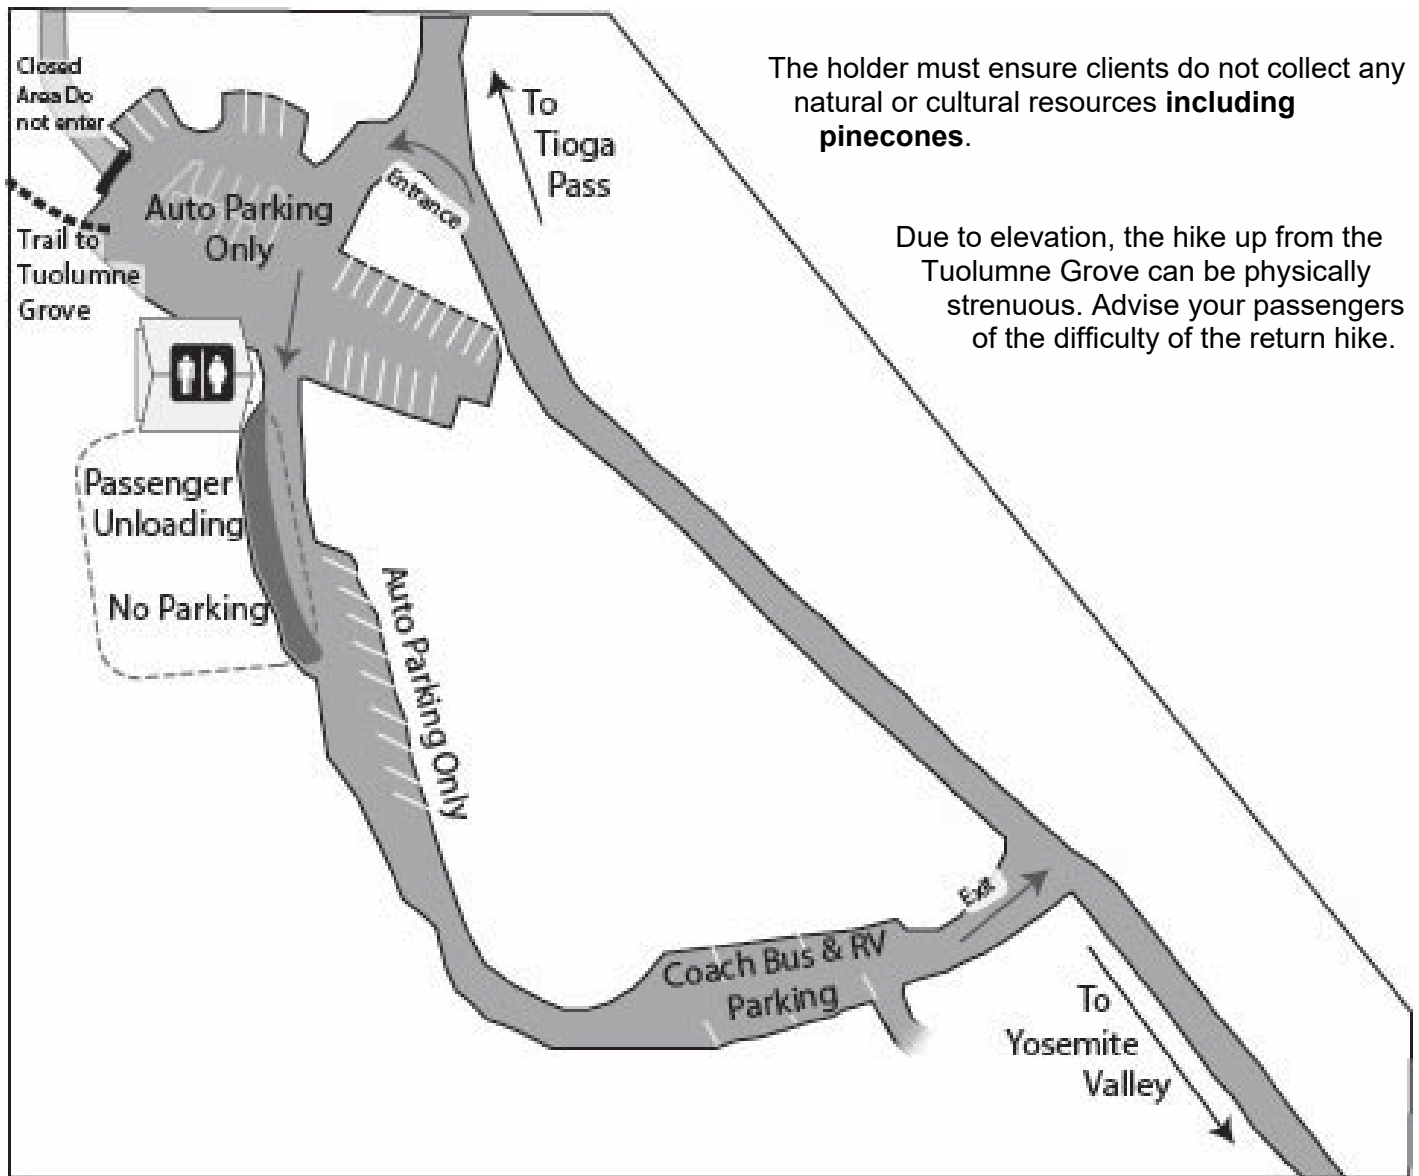 The holder must ensure clients do not collect any
natural or cultural resources including
pinecones.
Due to elevation, the hike up from the
Tuolumne Grove can be physically
strenuous. Advise your passengers
of the difficulty of the return hike.
Closed
Area Do
not enter
To
Tioga
Pass
Entrance
Auto Parking
Only
Trail to
Tuolumne
Grove
Passenger
Unloading
No Parking
Auto Parking Only
Exit
Coach Bus & RV
Parking
To
Yosemite
Valley